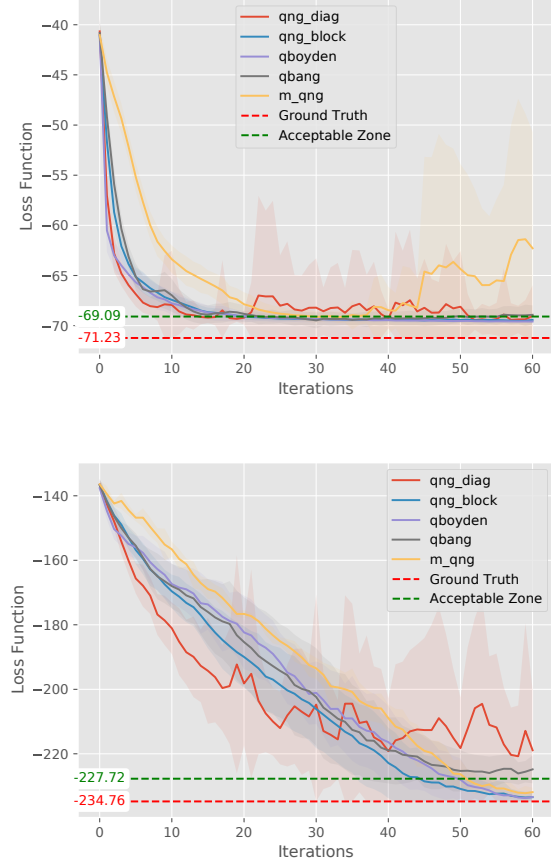 −40
−45
−50
−55
−60
−65
−70
-69.09
-71.23
Loss Function
qng_diag
qng_block
qboyden
qbang
m_qng
Ground Truth
Acceptable Zone
0 10 20 30 40 50 60
Iterations
−140
−160
−180
−200
−220
-227.72
-234.76
Loss Function
qng_diag
qng_block
qboyden
qbang
m_qng
Ground Truth
Acceptable Zone
0 10 20 30 40 50 60
Iterations